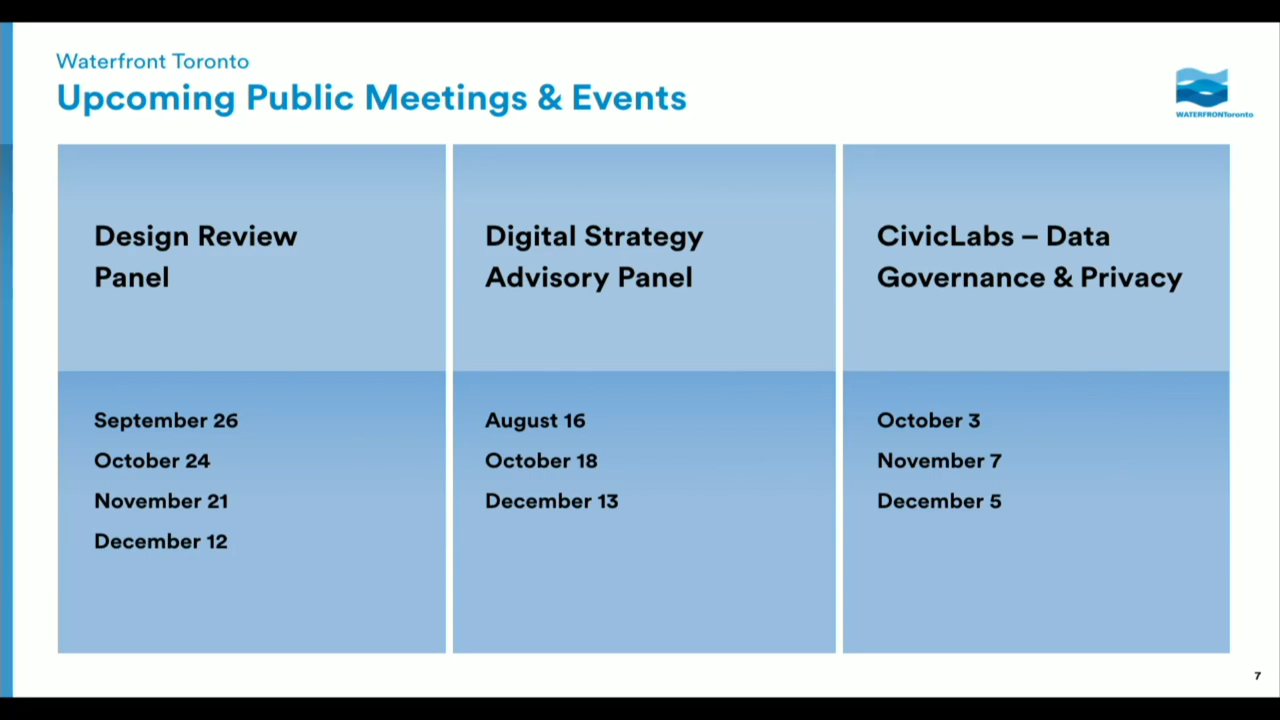 Waterfront Toronto
Upcoming Public Meetings & Events
WATERFRONToronto
Design Review
Panel
September 26
October 24
November 21
December 12
Digital Strategy
Advisory Panel
August 16
October 18
December 13
CivicLabs – Data
Governance & Privacy
October 3
November 7
December 5
7